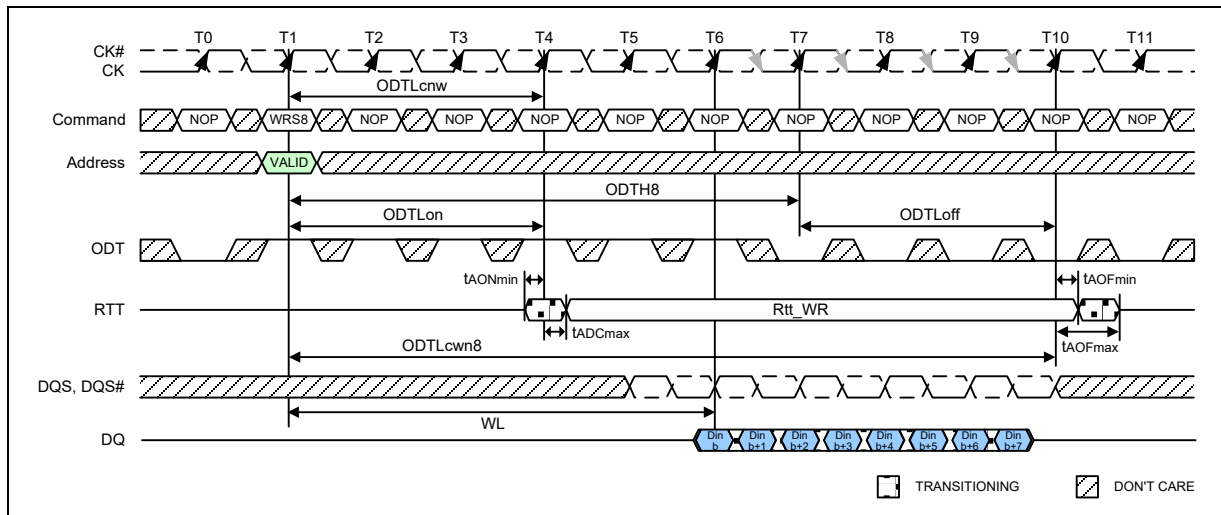 T0 T1 T2 T3 T4 T5 T6 T7 T8 T9 T10 T11
CK#
CK
ODTLcnw
Command NOP WRS8 NOP NOP NOP NOP NOP NOP NOP NOP NOP NOP
Address VALID
ODTH8
ODTLon ODTLoff
ODT
tAONmin tAOFmin
RTT Rtt_WR
tADCmax
ODTLcwn8 tAOFmax
DQS, DQS#
WL
DQ Din b Din b+1 Din b+2 Din b+3 Din b+4 Din b+5 Din b+6 Din b+7
TRANSITIONING DON'T CARE